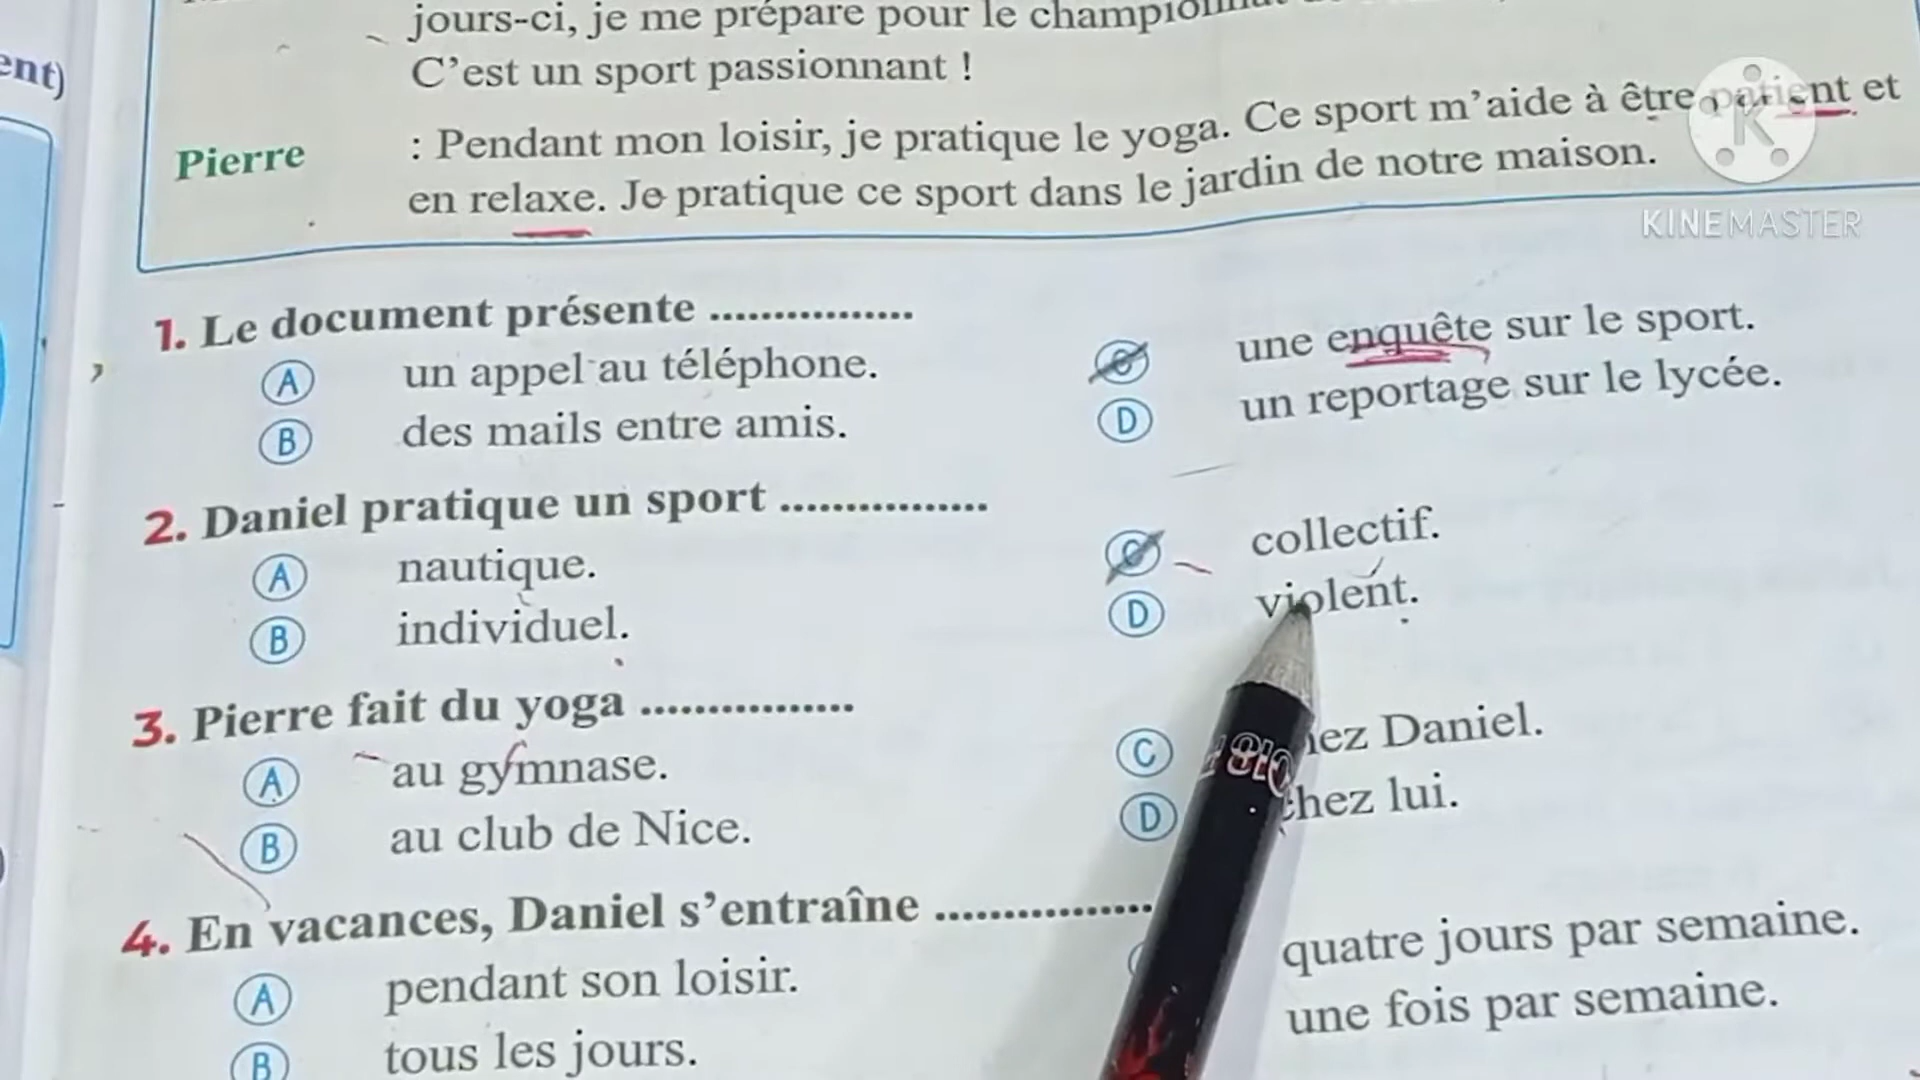 jours-ci, je me prépare pour le
C'est un sport passionnant !
ent)
Pierre : Pendant mon loisir, je pratique le yoga. Ce sport m'aide à être patient et
en relaxe. Je pratique ce sport dans le jardin de notre maison.
K
KINEMASTER
1. Le document présente ................
A un appel au téléphone.
B des mails entre amis.
C une enquête sur le sport.
D un reportage sur le lycée.
2. Daniel pratique un sport ................
A nautique.
B individuel.
C collectif.
D violent.
3. Pierre fait du yoga ................
A au gymnase.
B au club de Nice.
C Daniel.
D chez lui.
4. En vacances, Daniel s'entraîne ................
A pendant son loisir.
B tous les jours.
quatre jours par semaine.
une fois par semaine.